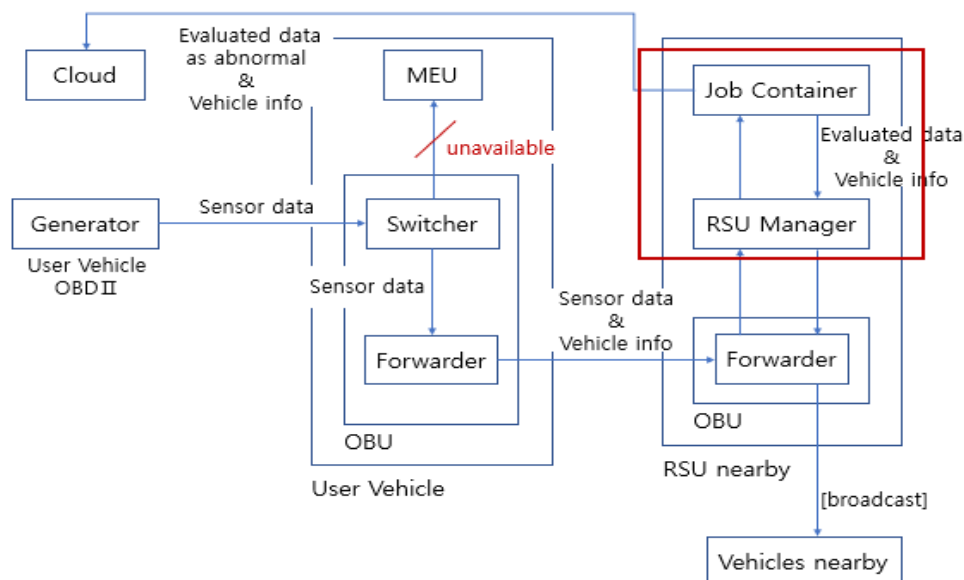 Cloud
Evaluated data
as abnormal
&
Vehicle info
MEU
unavailable
Job Container
Evaluated data
&
Vehicle info
Generator
User Vehicle
OBDⅡ
Sensor data
Switcher
RSU Manager
Sensor data
Sensor data
&
Vehicle info
Forwarder
OBU
User Vehicle
Forwarder
OBU
RSU nearby
[broadcast]
Vehicles nearby